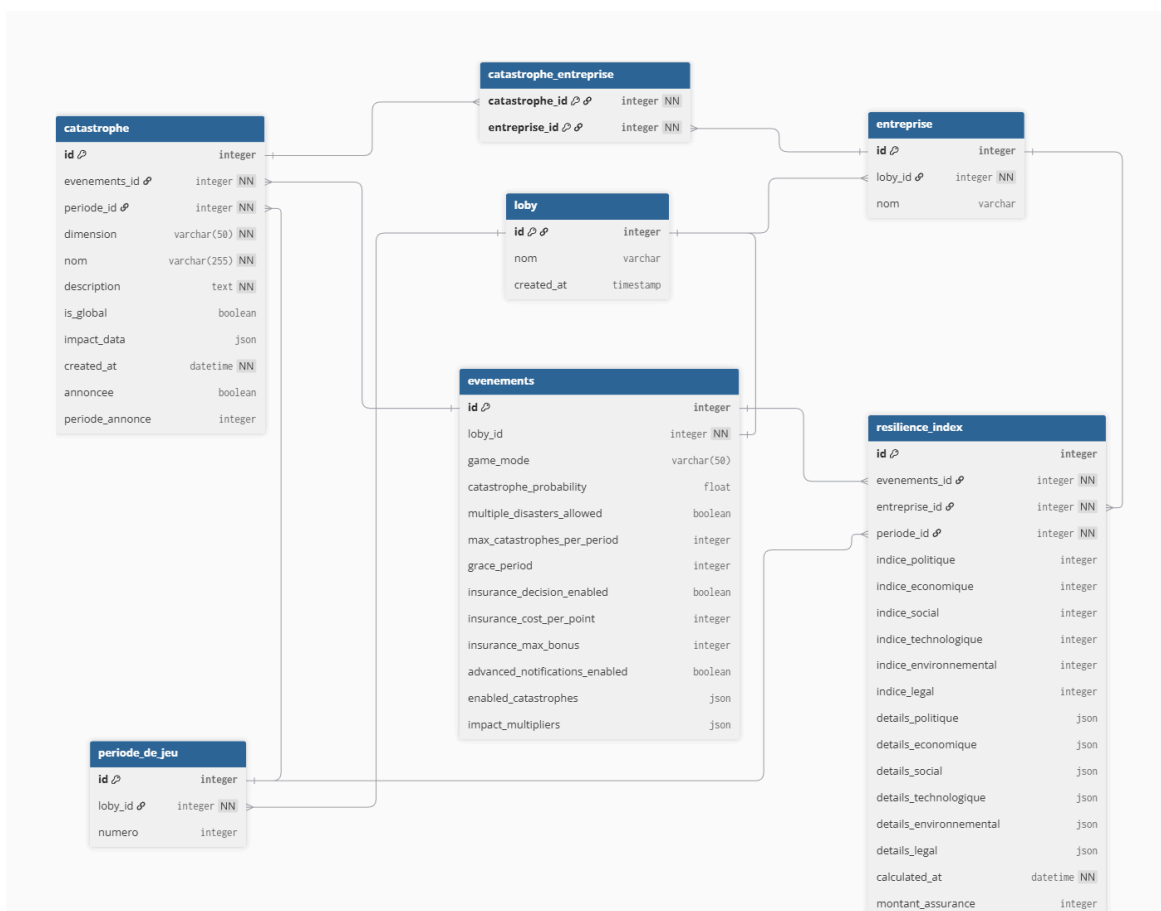 catastrophe_entreprise
catastrophe_id integer NN
entreprise_id integer NN
catastrophe
id integer
evenements_id integer NN
periode_id integer NN
dimension varchar(50) NN
nom varchar(255) NN
description text NN
is_global boolean
impact_data json
created_at datetime NN
annoncee boolean
periode_annonce integer
entreprise
id integer
loby_id integer NN
nom varchar
loby
id integer
nom varchar
created_at timestamp
evenements
id integer
loby_id integer NN
game_mode varchar(50)
catastrophe_probability float
multiple_disasters_allowed boolean
max_catastrophes_per_period integer
grace_period integer
insurance_decision_enabled boolean
insurance_cost_per_point integer
insurance_max_bonus integer
advanced_notifications_enabled boolean
enabled_catastrophes json
impact_multipliers json
resilience_index
id integer
evenements_id integer NN
entreprise_id integer NN
periode_id integer NN
indice_politique integer
indice_economique integer
indice_social integer
indice_technologique integer
indice_environnemental integer
indice_legal integer
details_politique json
details_economique json
details_social json
details_technologique json
details_environnemental json
details_legal json
calculated_at datetime NN
montant_assurance integer
periode_de_jeu
id integer
loby_id integer NN
numero integer